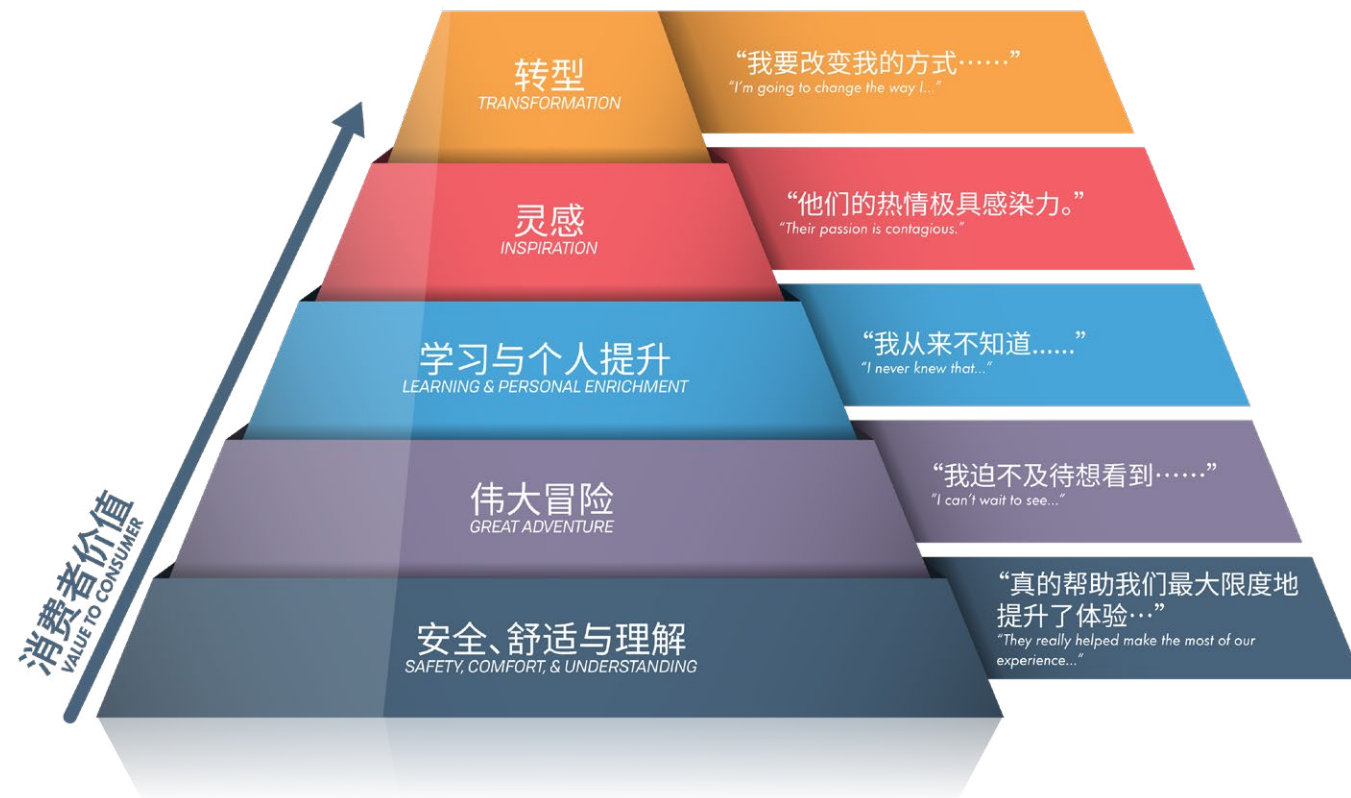 转型
TRANSFORMATION
“我要改变我的方式……”
“I’m going to change the way I...”
灵感
INSPIRATION
“他们的热情极具感染力。”
“Their passion is contagious.”
学习与个人提升
LEARNING & PERSONAL ENRICHMENT
“我从来不知道......”
“I never knew that...”
伟大冒险
GREAT ADVENTURE
“我迫不及待想看到……”
“I can’t wait to see...”
安全、舒适与理解
SAFETY, COMFORT, & UNDERSTANDING
“真的帮助我们最大限度地
提升了体验…”
“They really helped make the most of our
experience...”
消费者价值
VALUE TO CONSUMER